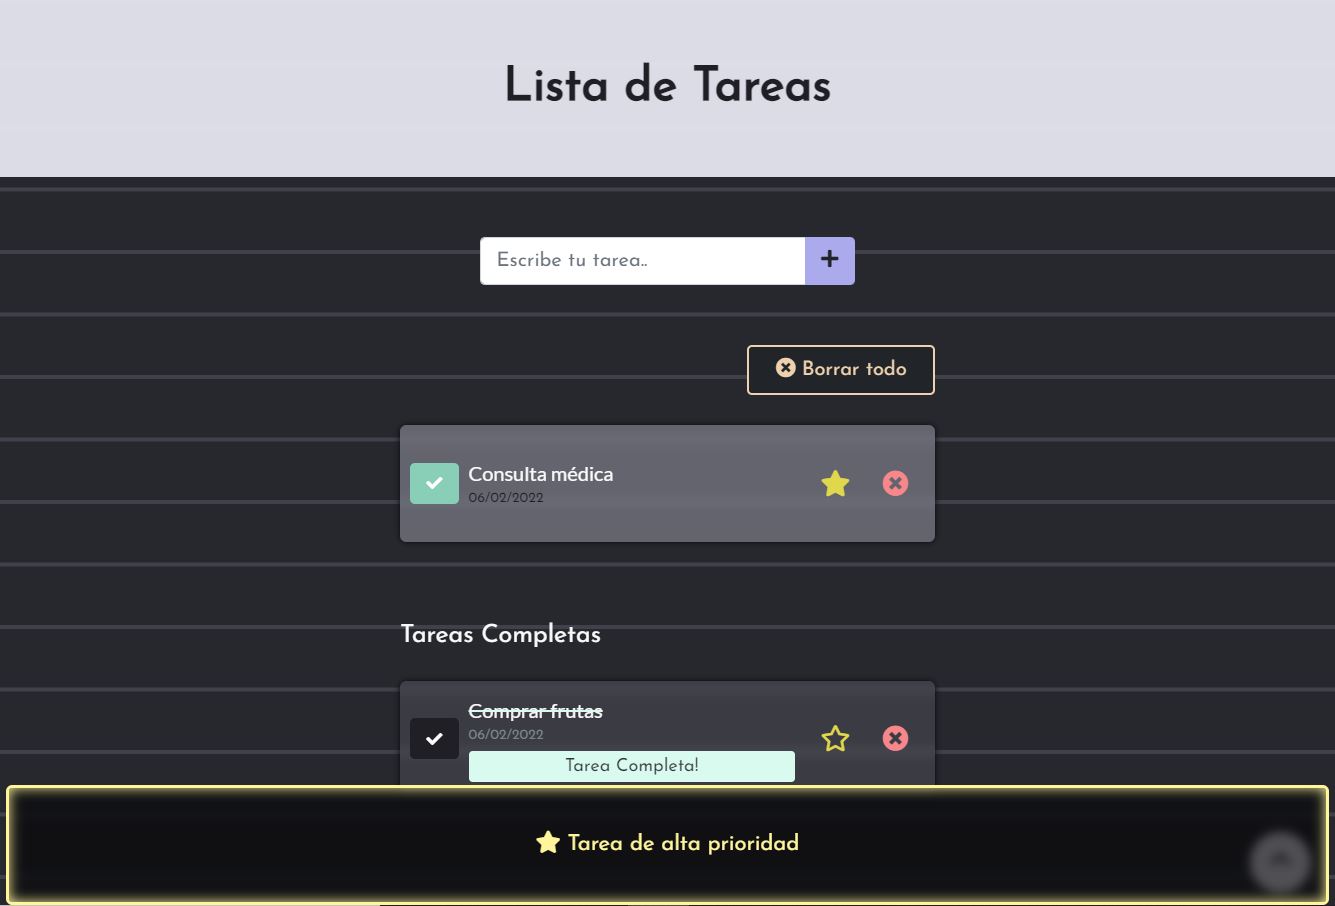 Lista de Tareas
Escribe tu tarea..
Borrar todo
Consulta médica
06/02/2022
Tareas Completas
Comprar frutas
06/02/2022
Tarea Completa!
Tarea de alta prioridad